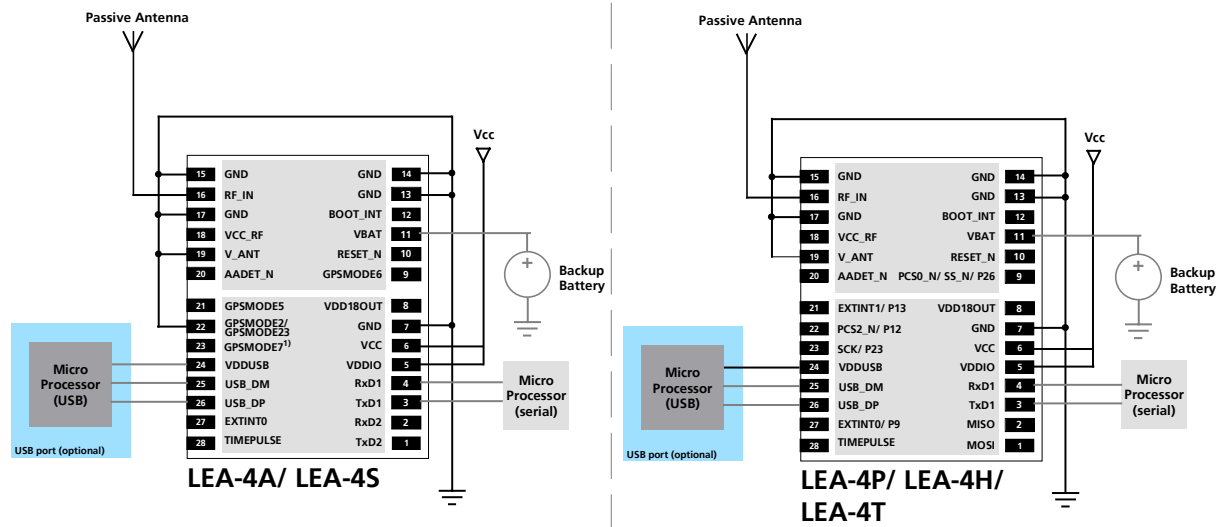 Passive Antenna
Vcc
15 GND GND 14
16 RF_IN GND 13
17 GND BOOT_INT 12
18 VCC_RF VBAT 11
19 V_ANT RESET_N 10
20 AADET_N GPSMODE6 9
21 GPSMODE5 VDD18OUT 8
22 GPSMODE2/ GPSMODE23 GND 7
23 GPSMODE7¹⁾ VCC 6
24 VDDUSB VDDIO 5
25 USB_DM RxD1 4
26 USB_DP TxD1 3
27 EXTINT0 RxD2 2
28 TIMEPULSE TxD2 1
+
Backup
Battery
Micro
Processor
(USB)
USB port (optional)
Micro
Processor
(serial)
LEA-4A/ LEA-4S
Passive Antenna
Vcc
15 GND GND 14
16 RF_IN GND 13
17 GND BOOT_INT 12
18 VCC_RF VBAT 11
19 V_ANT RESET_N 10
20 AADET_N PCS0_N/ SS_N/ P26 9
21 EXTINT1/ P13 VDD18OUT 8
22 PCS2_N/ P12 GND 7
23 SCK/ P23 VCC 6
24 VDDUSB VDDIO 5
25 USB_DM RxD1 4
26 USB_DP TxD1 3
27 EXTINT0/ P9 MISO 2
28 TIMEPULSE MOSI 1
+
Backup
Battery
Micro
Processor
(USB)
USB port (optional)
Micro
Processor
(serial)
LEA-4P/ LEA-4H/
LEA-4T